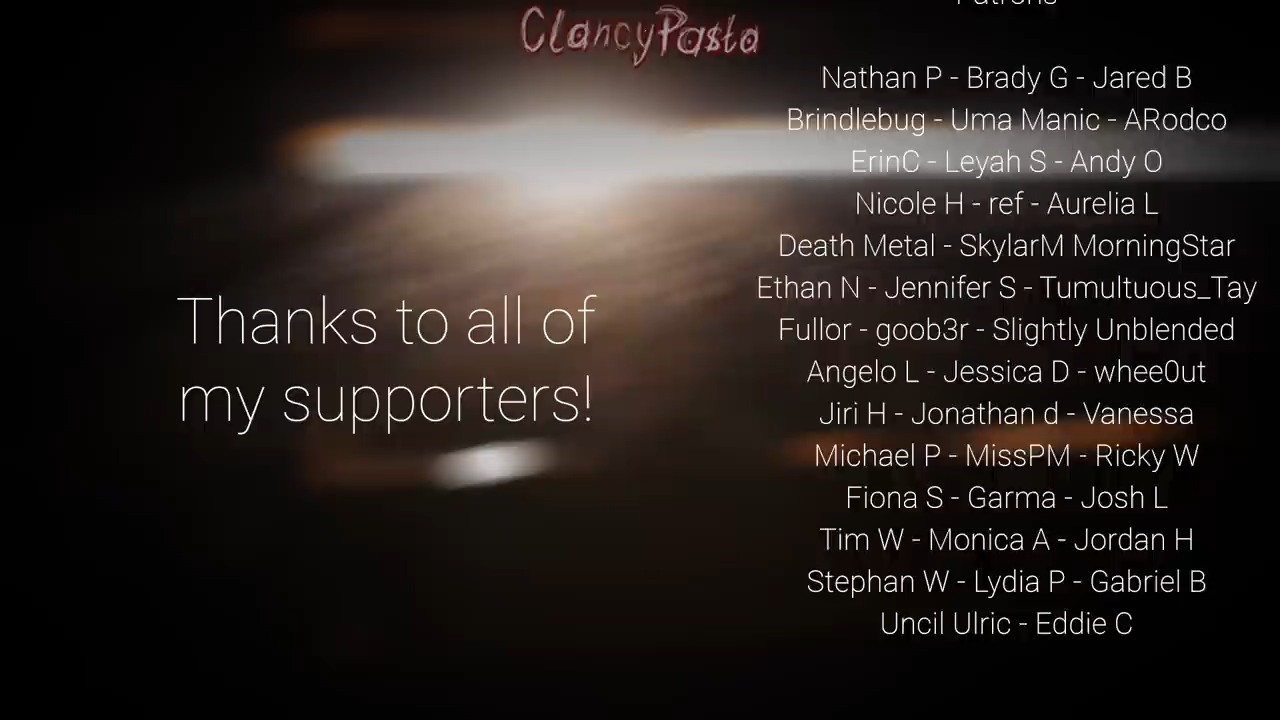 Patrons
ClancyPasta
Nathan P - Brady G - Jared B
Brindlebug - Uma Manic - ARodco
ErinC - Leyah S - Andy O
Nicole H - ref - Aurelia L
Death Metal - SkylarM MorningStar
Ethan N - Jennifer S - Tumultuous_Tay
Fullor - goob3r - Slightly Unblended
Angelo L - Jessica D - whee0ut
Jiri H - Jonathan d - Vanessa
Michael P - MissPM - Ricky W
Fiona S - Garma - Josh L
Tim W - Monica A - Jordan H
Stephan W - Lydia P - Gabriel B
Uncil Ulric - Eddie C
Thanks to all of
my supporters!